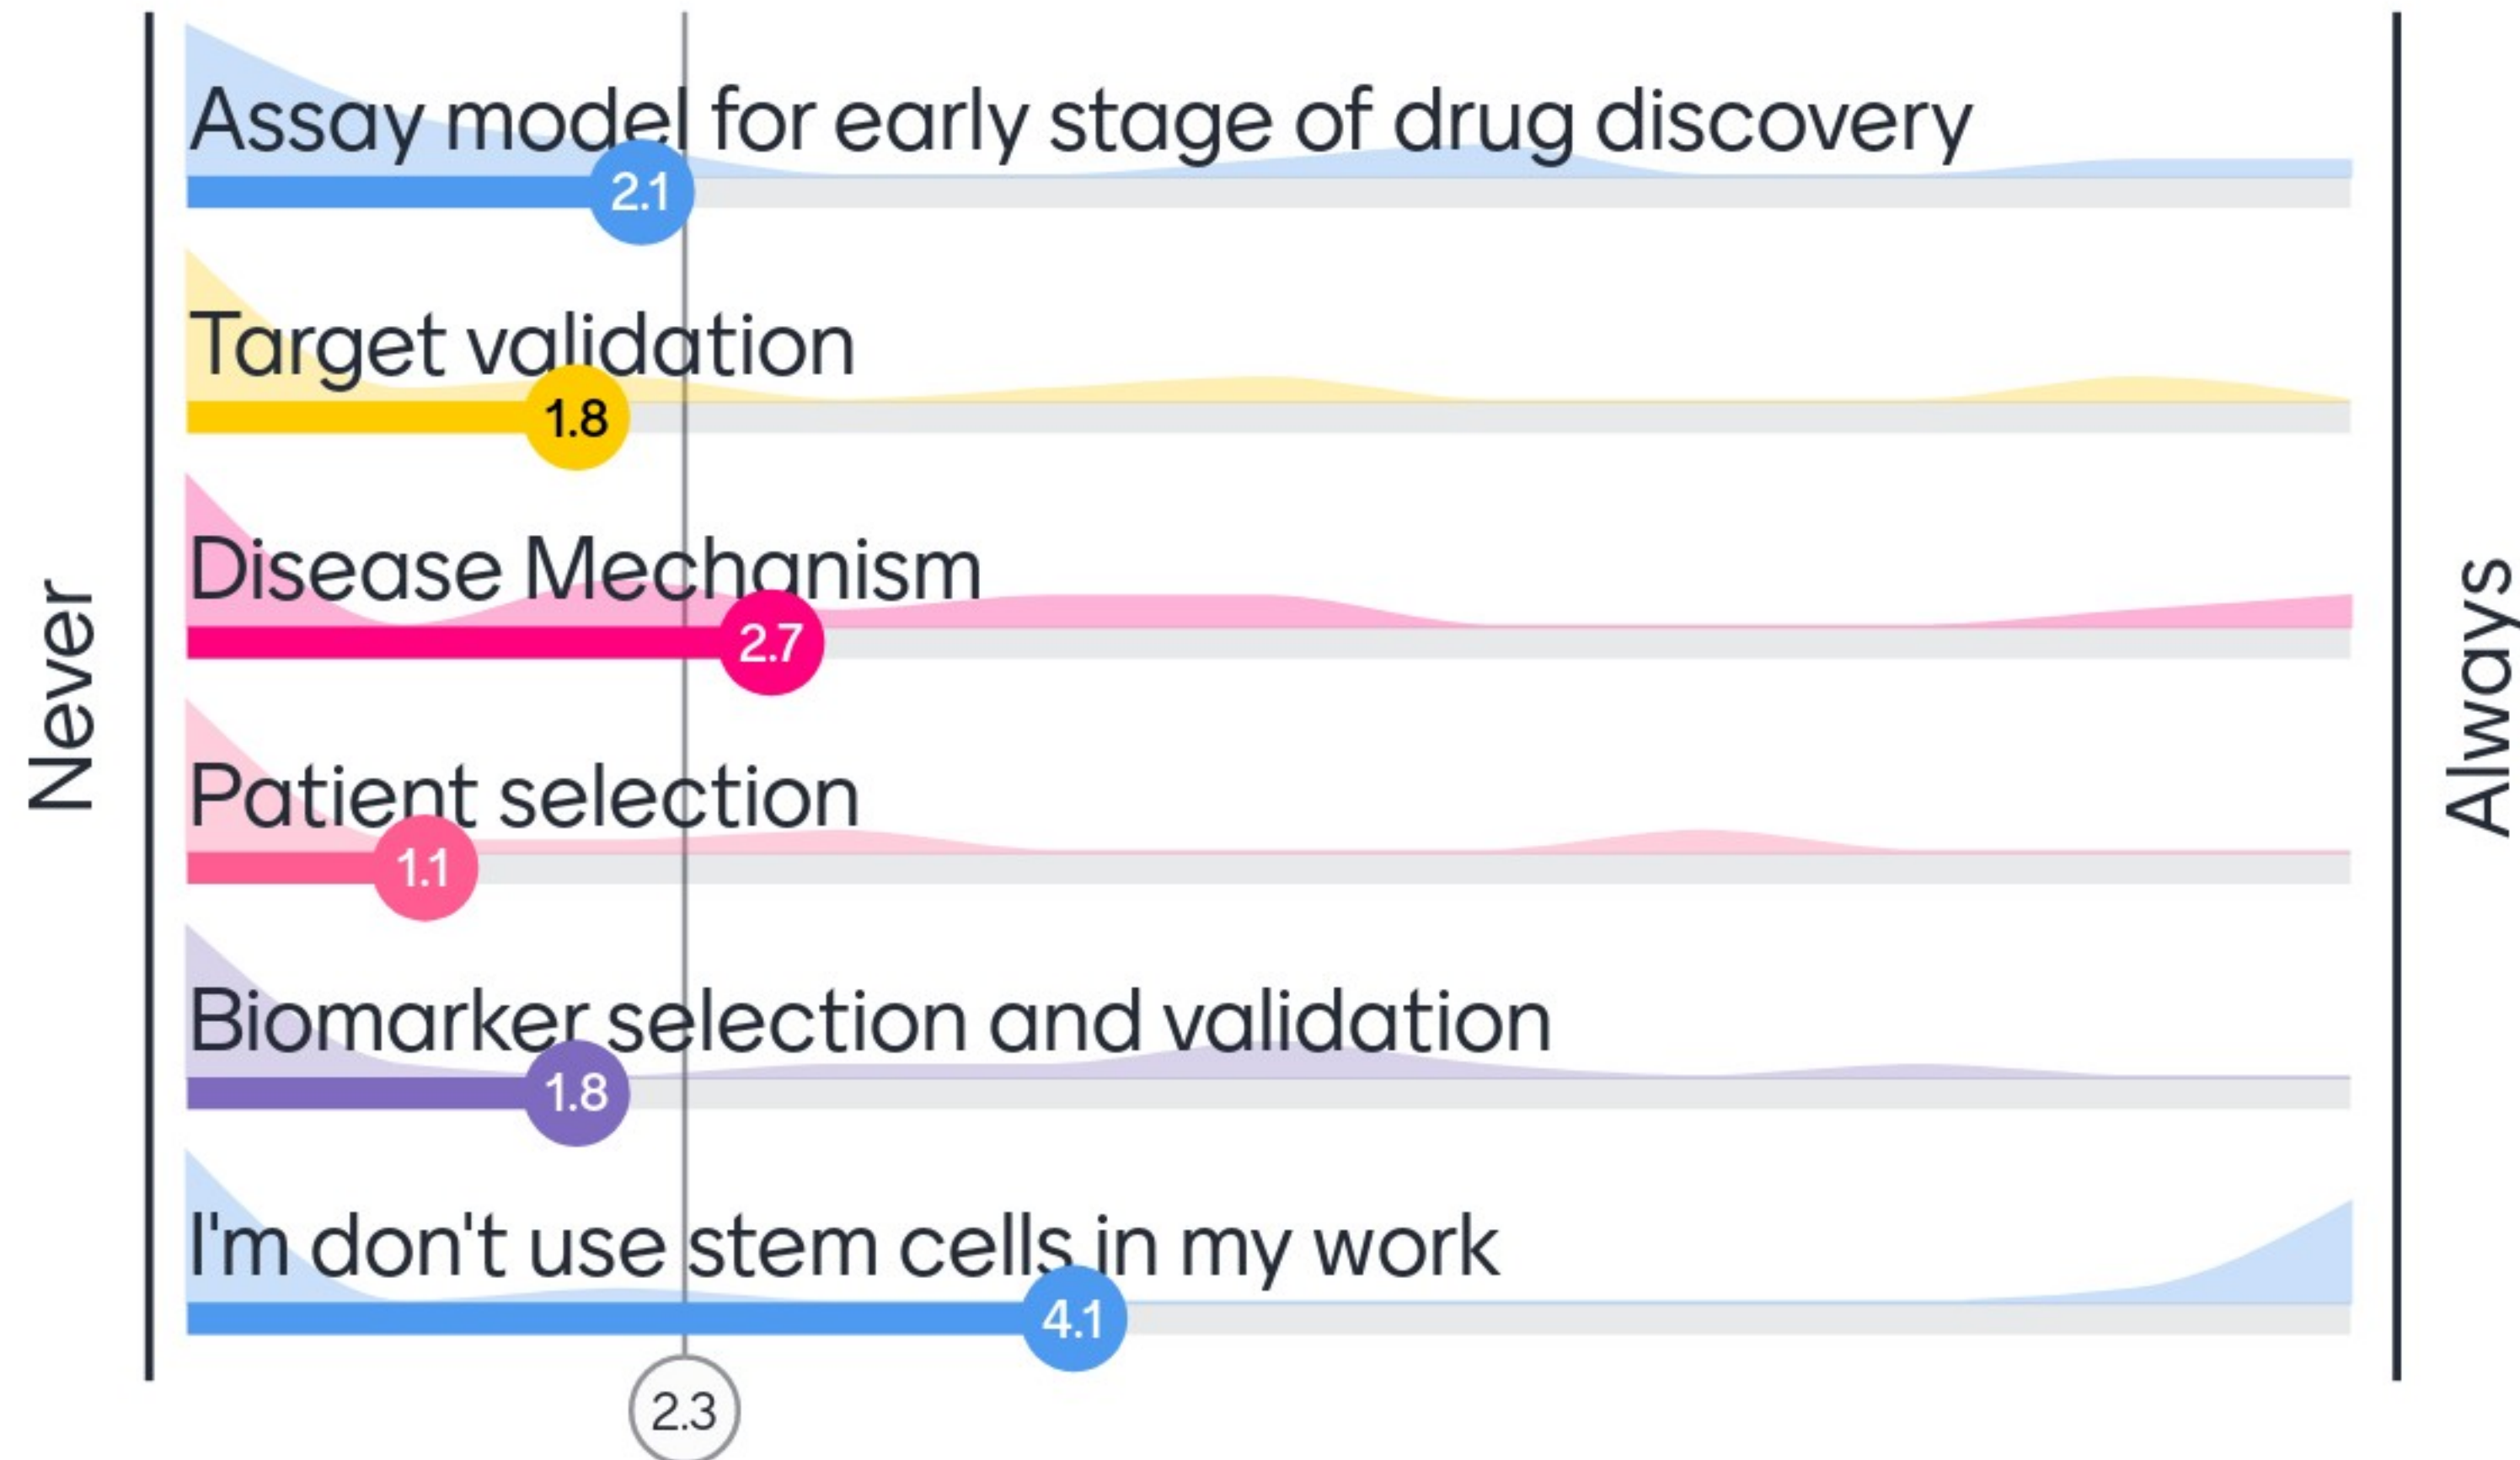 Assay model for early stage of drug discovery
2.1
Target validation
1.8
Disease Mechanism
2.7
Never
Always
Patient selection
1.1
Biomarker selection and validation
1.8
I'm don't use stem cells in my work
4.1
2.3